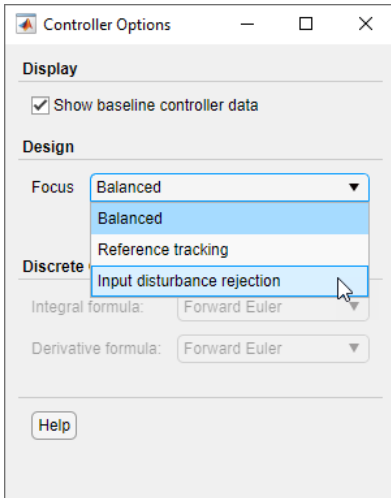 Controller Options
Display
Show baseline controller data
Design
Focus Balanced
Balanced
Reference tracking
Discrete
Input disturbance rejection
Integral formula: Forward Euler
Derivative formula: Forward Euler
Help